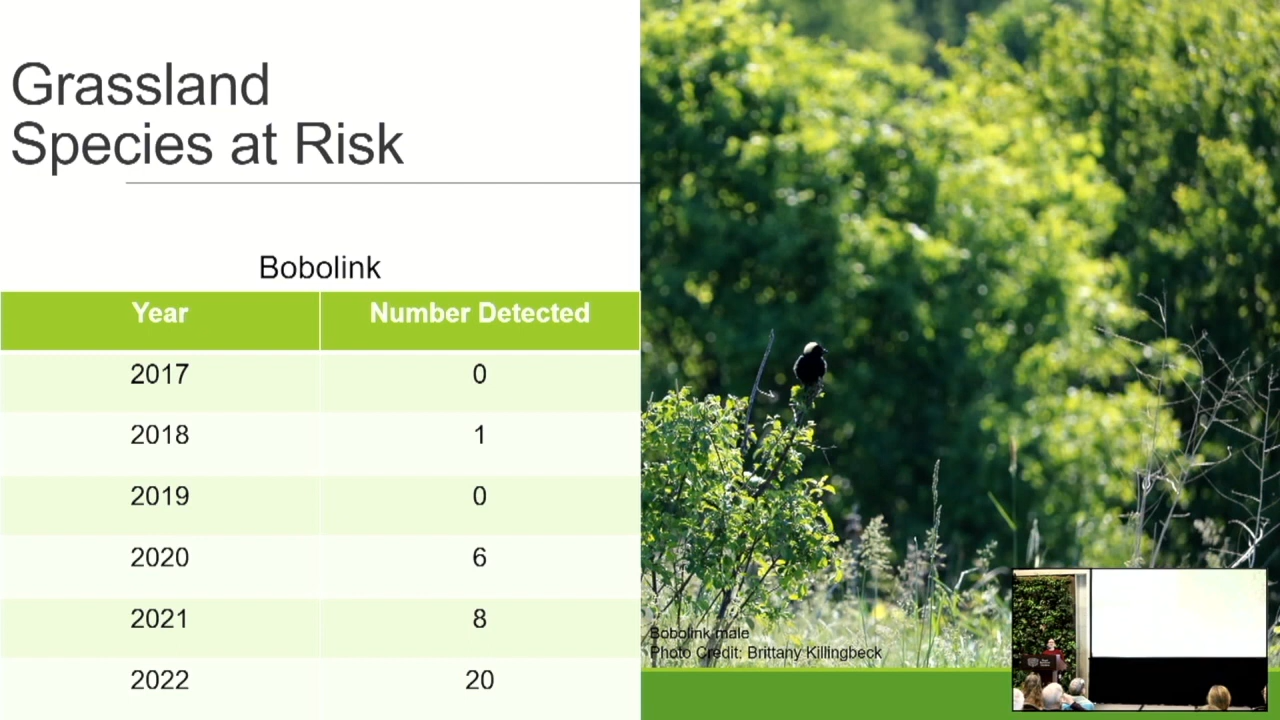 Grassland
Species at Risk
Bobolink
Year Number Detected
2017 0
2018 1
2019 0
2020 6
2021 8
2022 20
Bobolink male
Photo Credit: Brittany Killingbeck